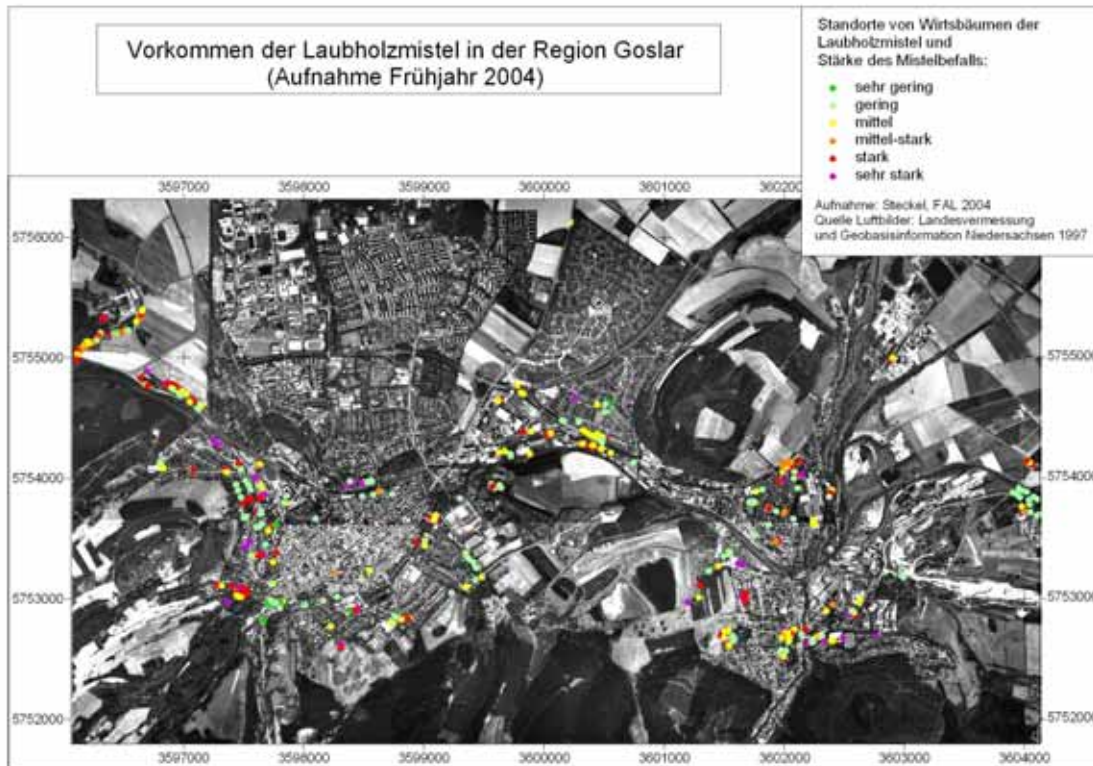 Vorkommen der Laubholzmistel in der Region Goslar
(Aufnahme Frühjahr 2004)
Standorte von Wirtsbäumen der
Laubholzmistel und
Stärke des Mistelbefalls:
sehr gering
gering
mittel
mittel-stark
stark
sehr stark
Aufnahme: Steckel, FAL 2004
Quelle Luftbilder: Landesvermessung
und Geobasisinformation Niedersachsen 1997
3597000 3598000 3599000 3600000 3601000
5756000
5755000 5755000
5754000 5754000
5753000 5753000
5752000 5752000
3597000 3598000 3599000 3600000 3601000 3602000 3603000 3604000